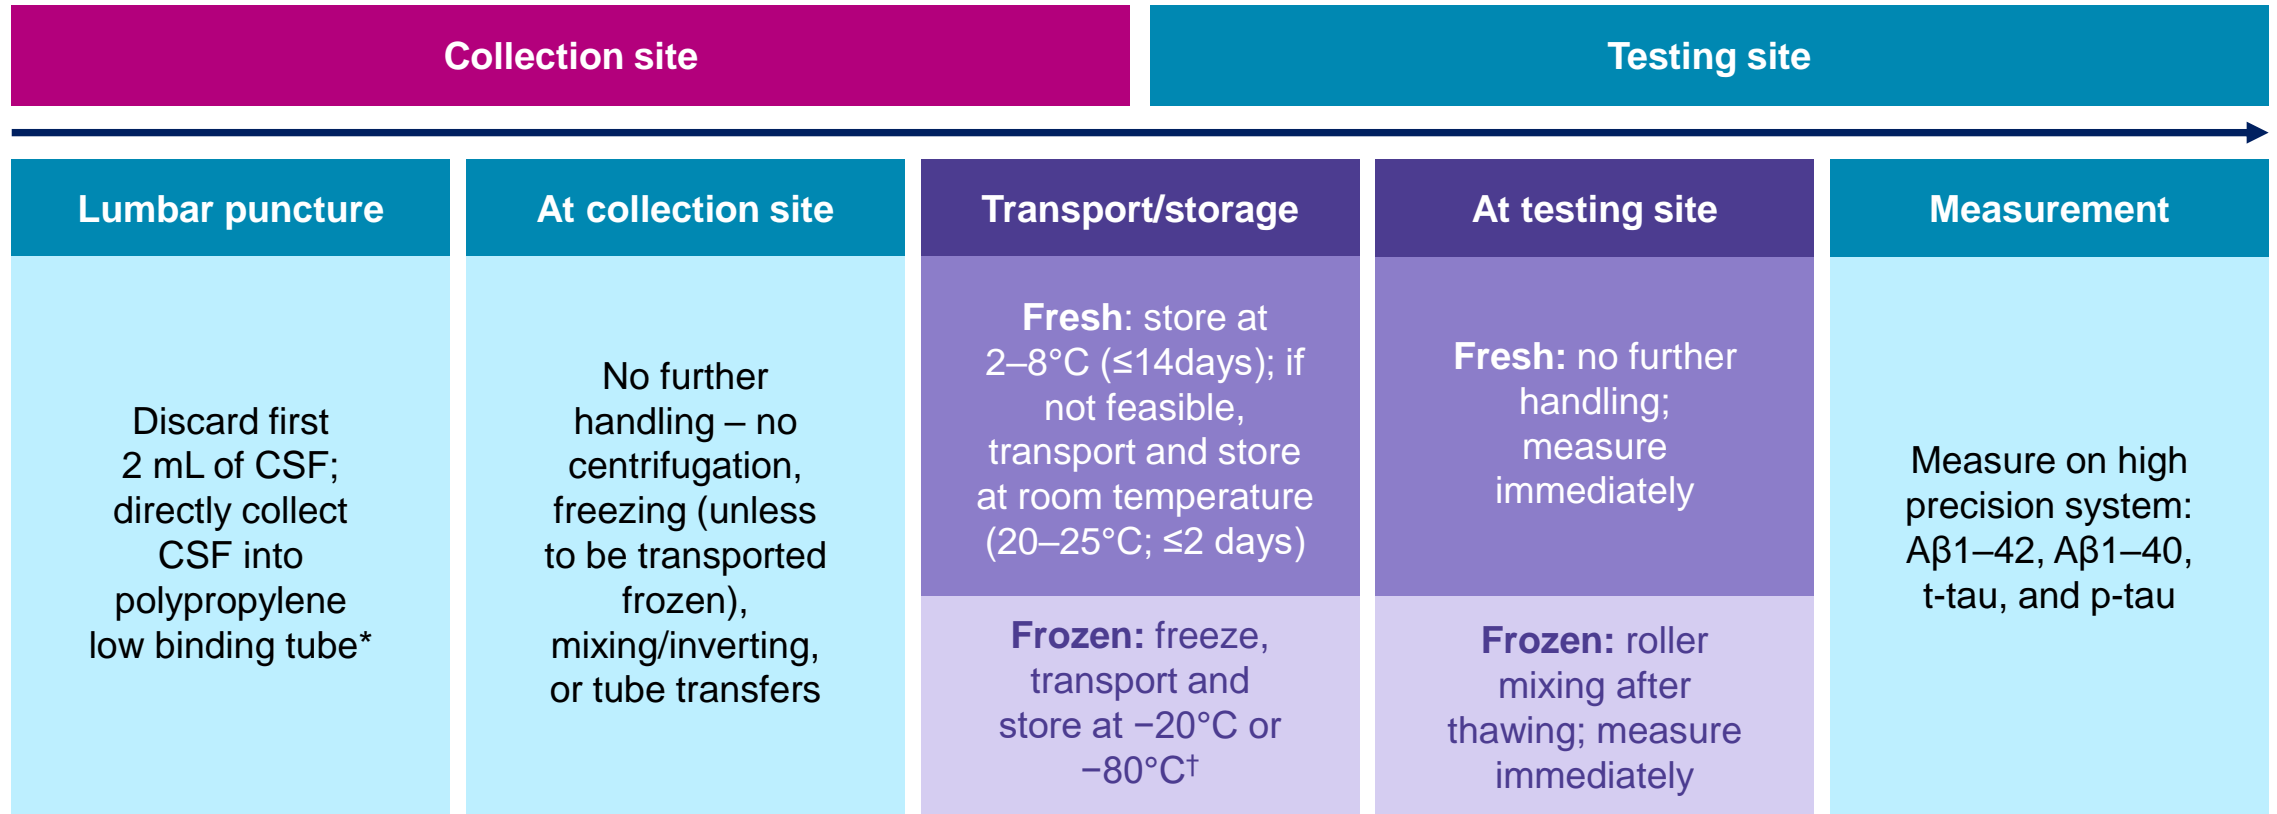 Collection site
Testing site
Lumbar puncture
At collection site
Transport/storage
At testing site
Measurement
Discard first
2 mL of CSF;
directly collect
CSF into
polypropylene
low binding tube*
No further
handling – no
centrifugation,
freezing (unless
to be transported
frozen),
mixing/inverting,
or tube transfers
Fresh: store at
2–8°C (≤14days); if
not feasible,
transport and store
at room temperature
(20–25°C; ≤2 days)
Frozen: freeze,
transport and
store at −20°C or
−80°C†
Fresh: no further
handling;
measure
immediately
Frozen: roller
mixing after
thawing; measure
immediately
Measure on high
precision system:
Aβ1–42, Aβ1–40,
t-tau, and p-tau